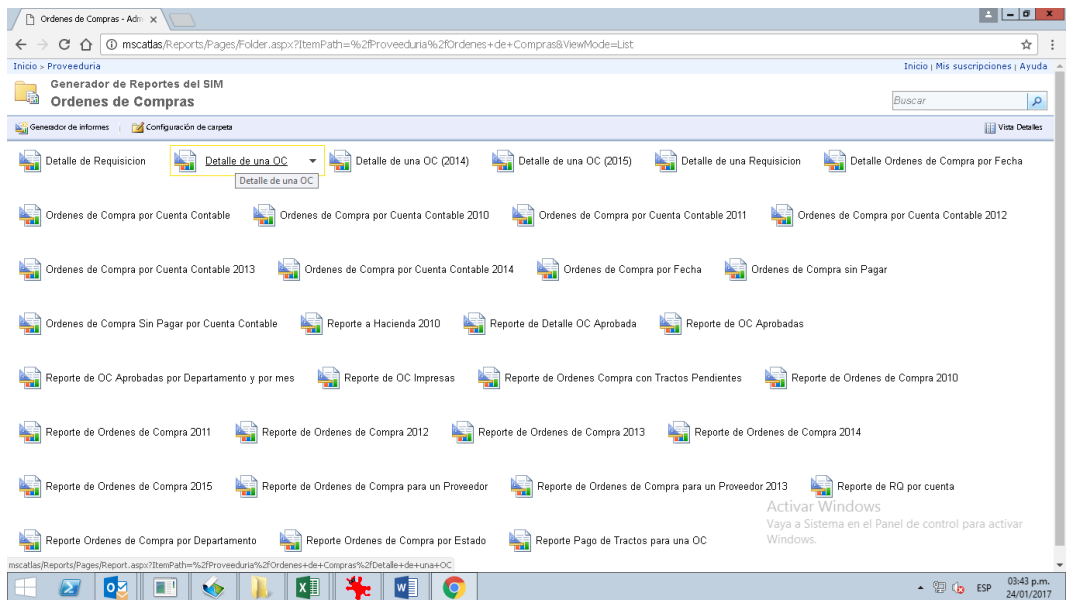 Ordenes de Compras - Adm
mscatlas/Reports/Pages/Folder.aspx?ItemPath=%2fProveeduria%2fOrdenes+de+Compras&ViewMode=List
Inicio > Proveeduria
Inicio | Mis suscripciones | Ayuda
Generador de Reportes del SIM
Ordenes de Compras
Buscar
Generador de informes
Configuración de carpeta
Vista Detalles
Detalle de Requisicion
Detalle de una OC
Detalle de una OC (2014)
Detalle de una OC (2015)
Detalle de una Requisicion
Detalle Ordenes de Compra por Fecha
Detalle de una OC
Ordenes de Compra por Cuenta Contable
Ordenes de Compra por Cuenta Contable 2010
Ordenes de Compra por Cuenta Contable 2011
Ordenes de Compra por Cuenta Contable 2012
Ordenes de Compra por Cuenta Contable 2013
Ordenes de Compra por Cuenta Contable 2014
Ordenes de Compra por Fecha
Ordenes de Compra sin Pagar
Ordenes de Compra Sin Pagar por Cuenta Contable
Reporte a Hacienda 2010
Reporte de Detalle OC Aprobada
Reporte de OC Aprobadas
Reporte de OC Aprobadas por Departamento y por mes
Reporte de OC Impresas
Reporte de Ordenes Compra con Tractos Pendientes
Reporte de Ordenes de Compra 2010
Reporte de Ordenes de Compra 2011
Reporte de Ordenes de Compra 2012
Reporte de Ordenes de Compra 2013
Reporte de Ordenes de Compra 2014
Reporte de Ordenes de Compra 2015
Reporte de Ordenes de Compra para un Proveedor
Reporte de Ordenes de Compra para un Proveedor 2013
Reporte de RQ por cuenta
Activar Windows
Vaya a Sistema en el Panel de control para activar
Windows.
Reporte Ordenes de Compra por Departamento
Reporte Ordenes de Compra por Estado
Reporte Pago de Tractos para una OC
mscatlas/Reports/Pages/Report.aspx?ItemPath=%2fProveeduria%2fOrdenes+de+Compras%2fDetalle+de+una+OC
ESP
03:43 p.m.
24/01/2017